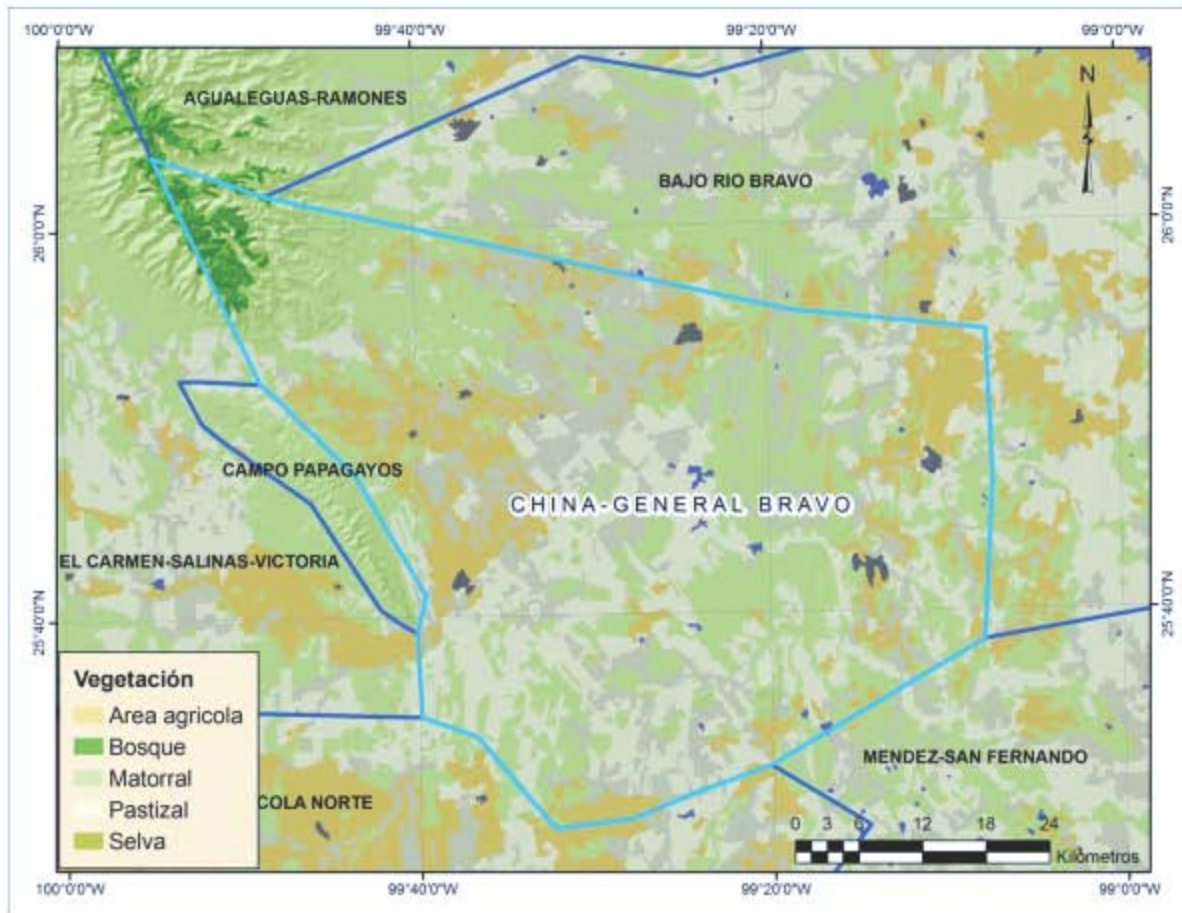 100°0'0"W
99°40'0"W
99°20'0"W
99°0'0"W
N
AGUALEGUAS-RAMONES
BAJO RIO BRAVO
26°0'0"N
26°0'0"N
CAMPO PAPAGAYOS
CHINA-GENERAL BRAVO
EL CARMEN-SALINAS-VICTORIA
25°40'0"N
25°40'0"N
Vegetación
Area agricola
Bosque
Matorral
Pastizal
Selva
COLA NORTE
MENDEZ-SAN FERNANDO
0 3 6 12 18 24
Kilómetros
100°0'0"W
99°40'0"W
99°20'0"W
99°0'0"W